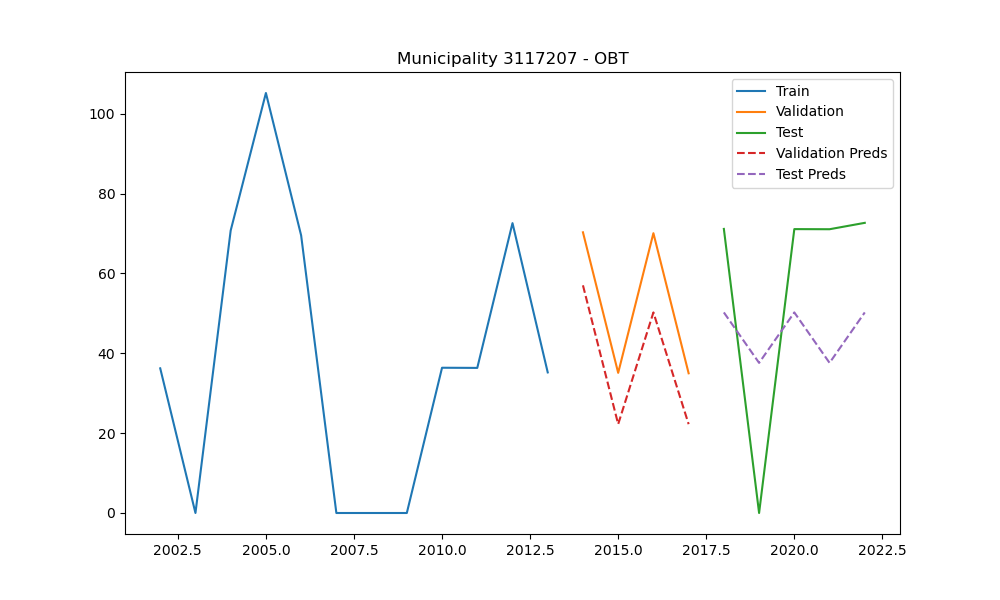 Municipality 3117207 - OBT
Train
Validation
Test
Validation Preds
Test Preds
100
80
60
40
20
0
2002.5 2005.0 2007.5 2010.0 2012.5 2015.0 2017.5 2020.0 2022.5